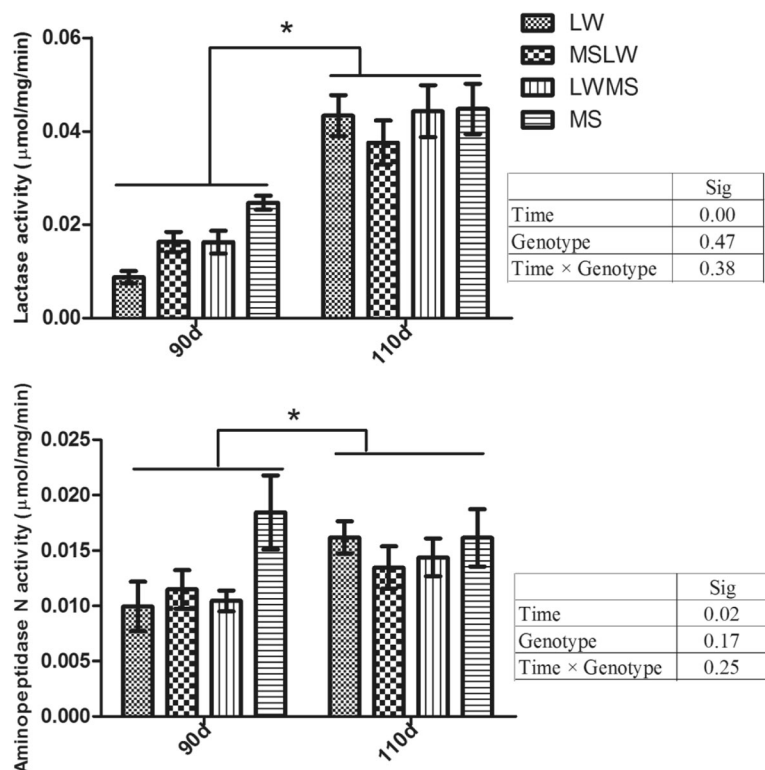 Lactase activity (μmol/mg/min)
0.06
0.04
0.02
0.00
*
90d
110d
LW
MSLW
LWMS
MS
Sig
Time 0.00
Genotype 0.47
Time × Genotype 0.38
Aminopeptidase N activity (μmol/mg/min)
0.025
0.020
0.015
0.010
0.005
0.000
*
90d
110d
Sig
Time 0.02
Genotype 0.17
Time × Genotype 0.25